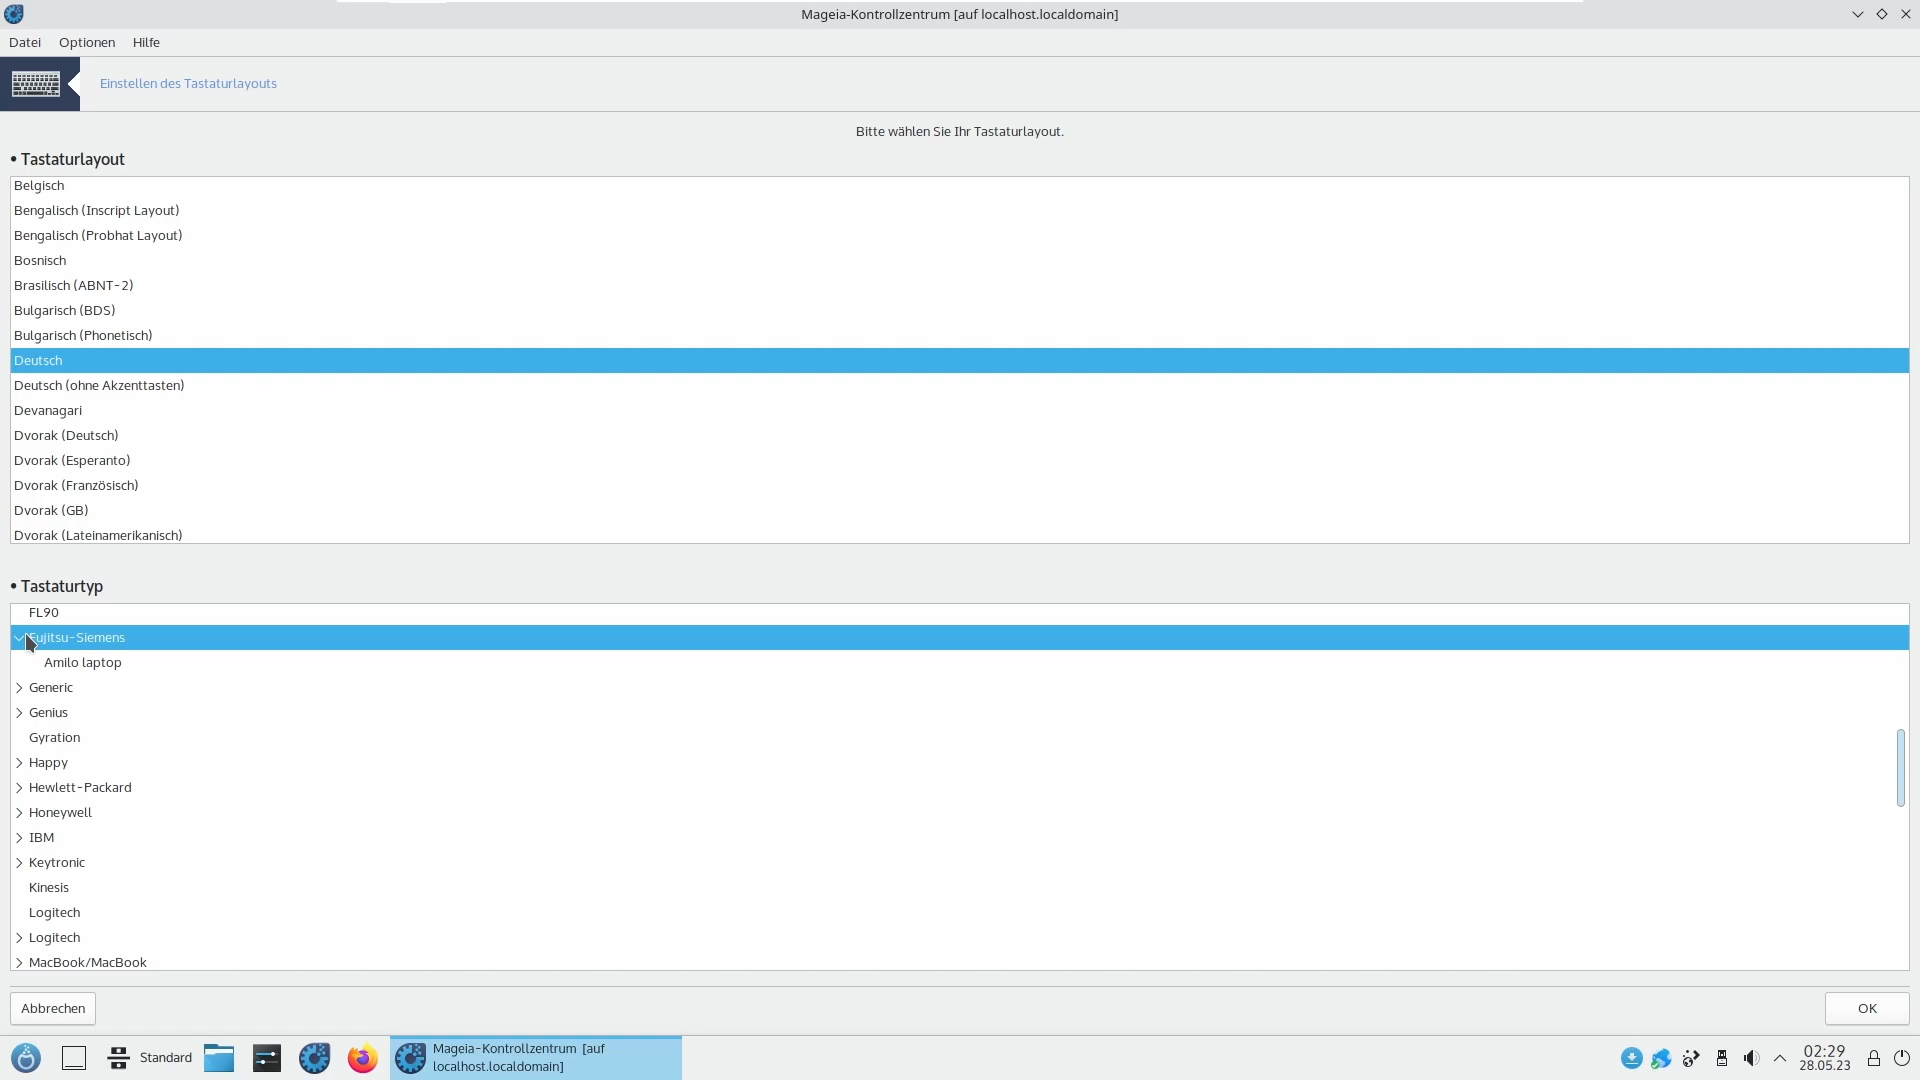 Mageia-Kontrollzentrum [auf localhost.localdomain]
Datei Optionen Hilfe
Einstellen des Tastaturlayouts
Bitte wählen Sie Ihr Tastaturlayout.
• Tastaturlayout
Belgisch
Bengalisch (Inscript Layout)
Bengalisch (Probhat Layout)
Bosnisch
Brasilisch (ABNT-2)
Bulgarisch (BDS)
Bulgarisch (Phonetisch)
Deutsch
Deutsch (ohne Akzenttasten)
Devanagari
Dvorak (Deutsch)
Dvorak (Esperanto)
Dvorak (Französisch)
Dvorak (GB)
Dvorak (Lateinamerikanisch)
• Tastaturtyp
FL90
Fujitsu-Siemens
Amilo laptop
Generic
Genius
Gyration
Happy
Hewlett-Packard
Honeywell
IBM
Keytronic
Kinesis
Logitech
Logitech
MacBook/MacBook
Abbrechen OK
Standard
Mageia-Kontrollzentrum [auf
localhost.localdomain]
02:29
28.05.23